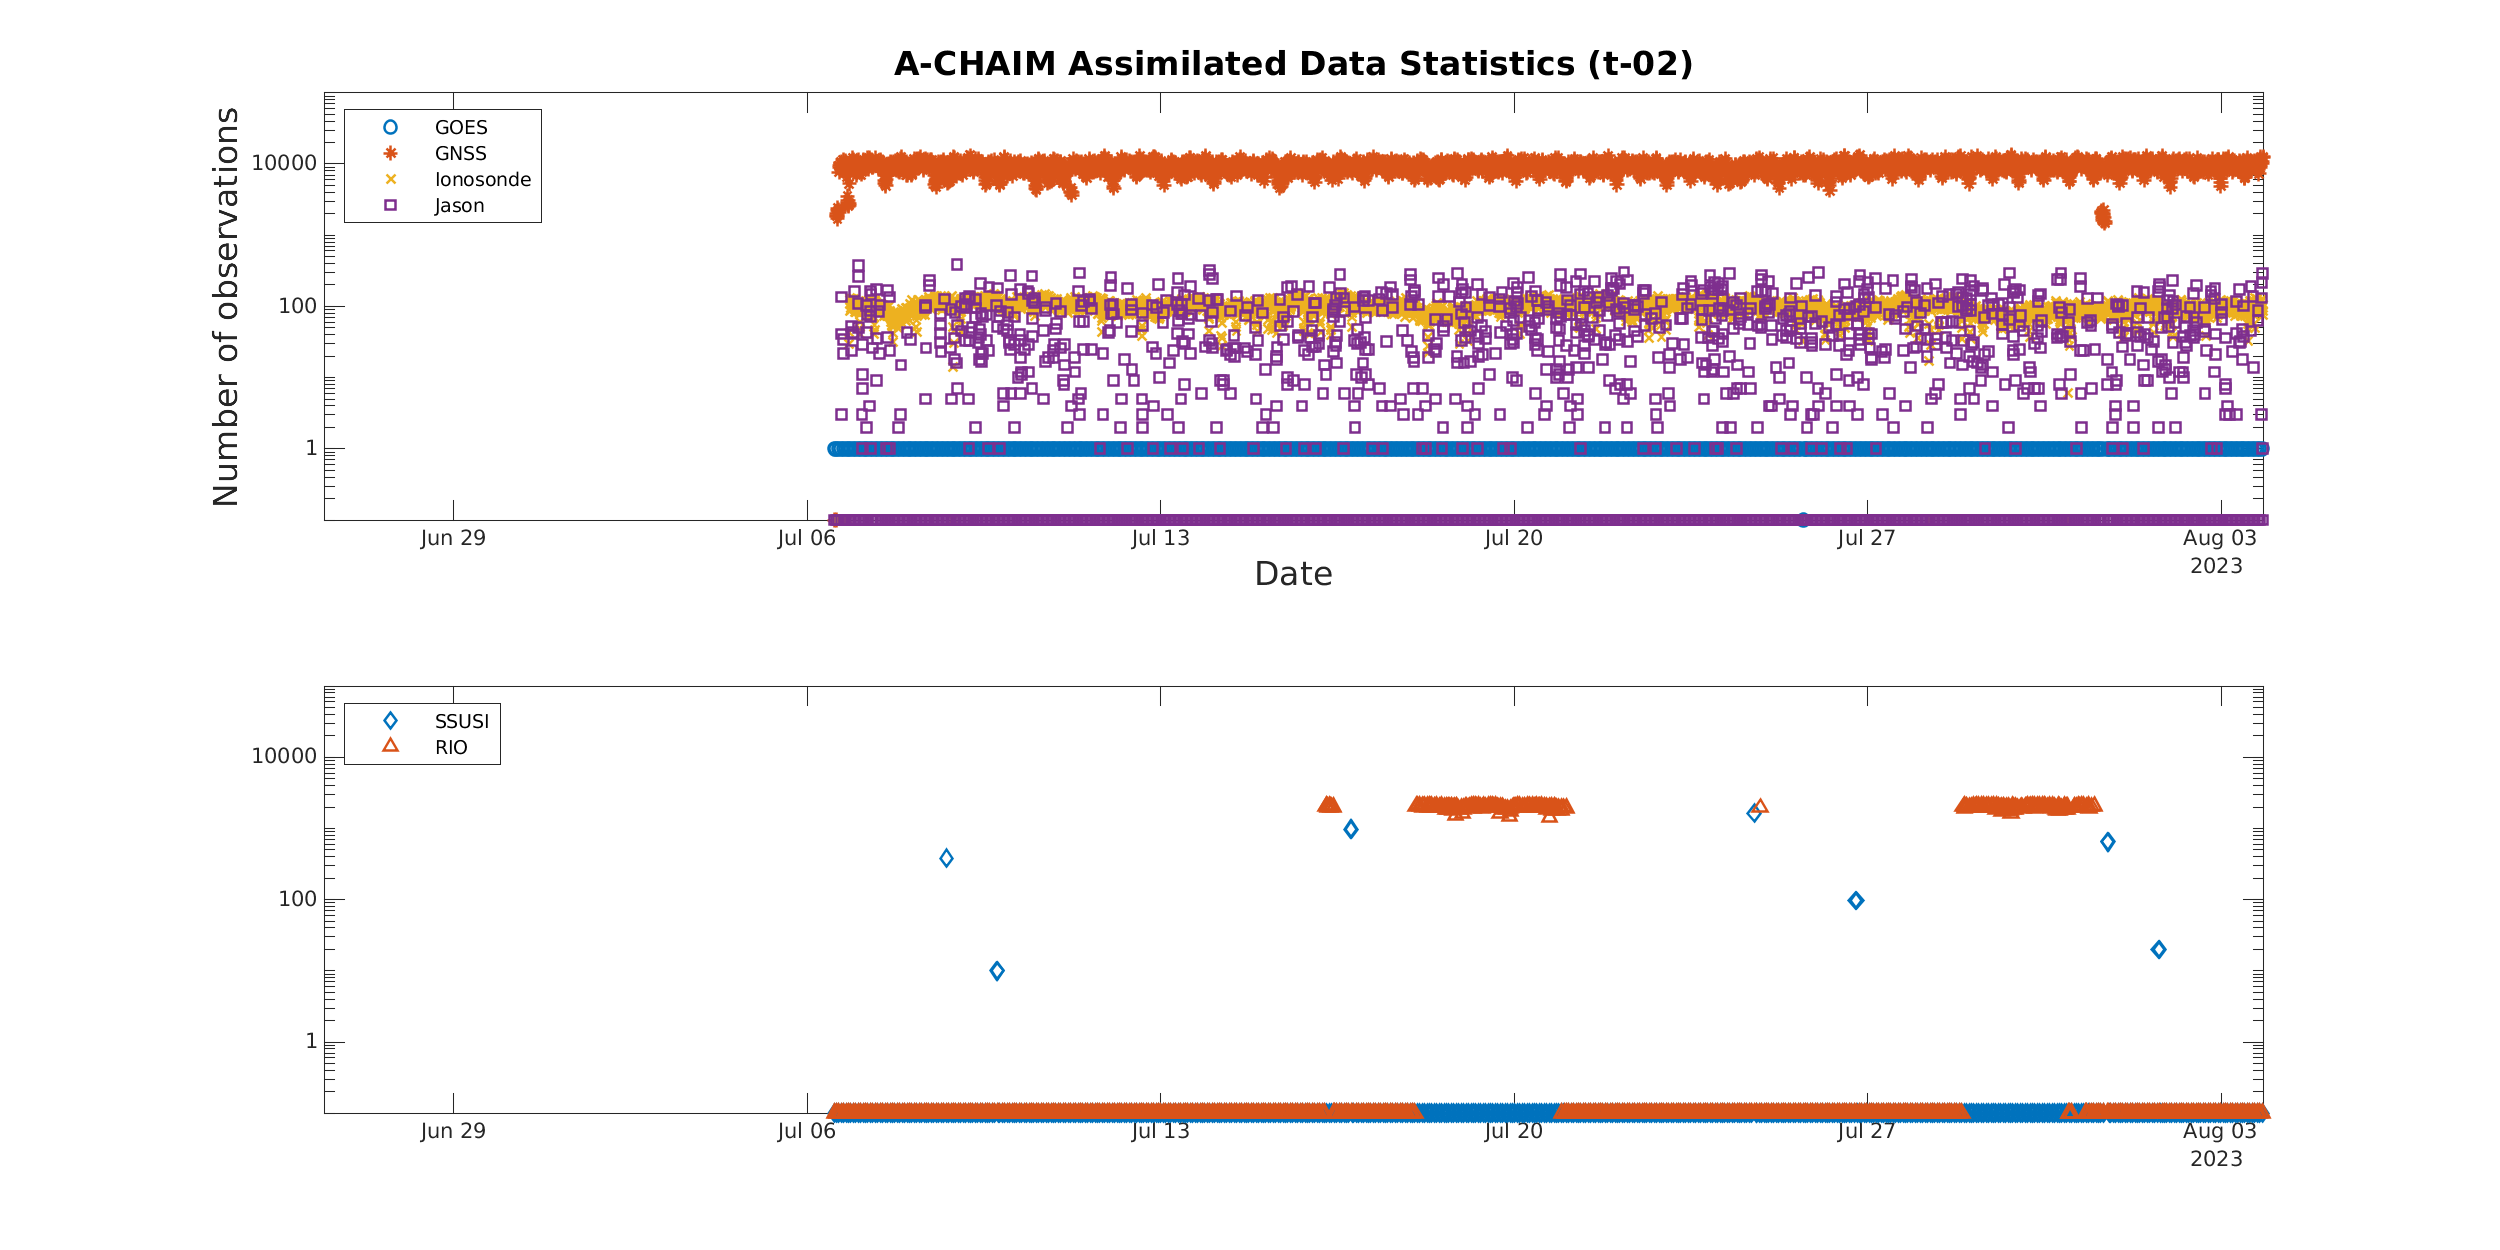 A-CHAIM Assimilated Data Statistics (t-02)
Number of observations
GOES
GNSS
Ionosonde
Jason
10000
100
1
Jun 29
Jul 06
Jul 13
Jul 20
Jul 27
Aug 03
2023
Date
SSUSI
RIO
10000
100
1
Jun 29
Jul 06
Jul 13
Jul 20
Jul 27
Aug 03
2023